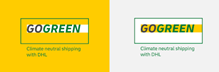 GOGREEN
Climate neutral shipping
with DHL
GOGREEN
Climate neutral shipping
with DHL